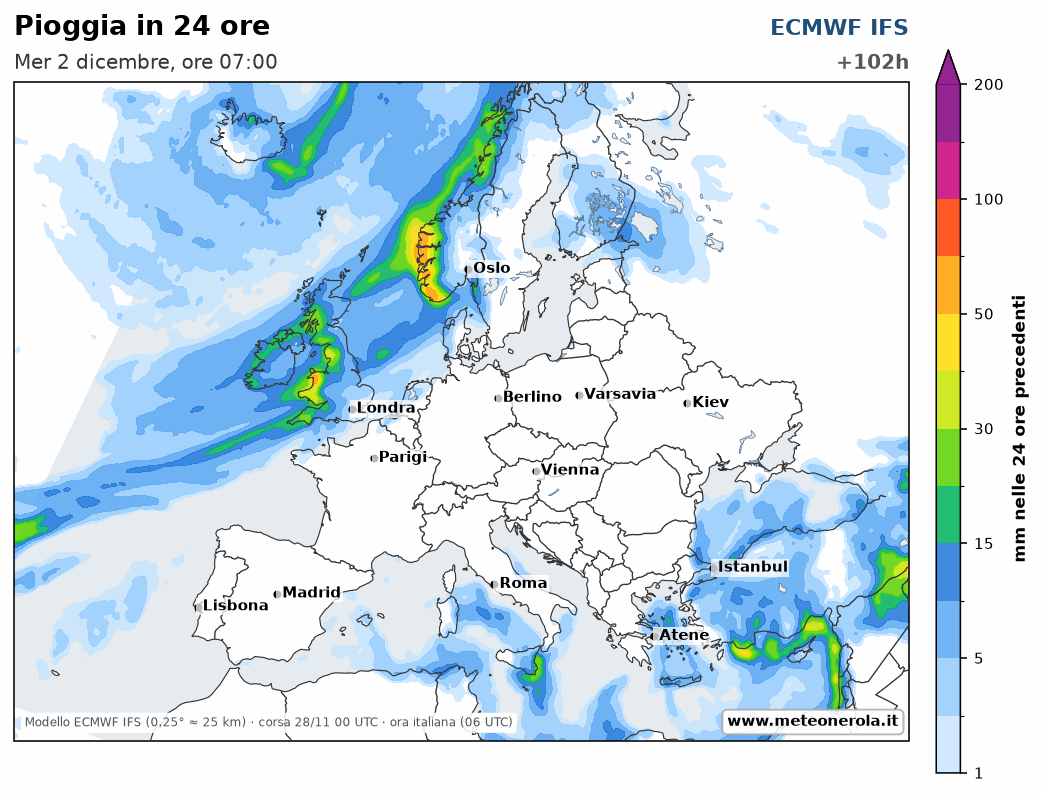 Pioggia in 24 ore
ECMWF IFS
Mer 2 dicembre, ore 07:00
+102h
200
100
50
30
15
5
1
mm nelle 24 ore precedenti
Oslo
Berlino
Varsavia
Kiev
Londra
Parigi
Vienna
Istanbul
Roma
Madrid
Lisbona
Atene
Modello ECMWF IFS (0,25° ≈ 25 km) · corsa 28/11 00 UTC · ora italiana (06 UTC)
www.meteonerola.it